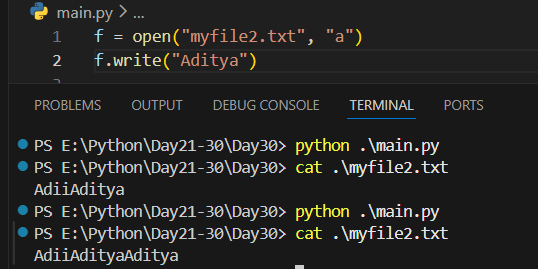 main.py > ...
1 f = open("myfile2.txt", "a")
2 f.write("Aditya")
PROBLEMS OUTPUT DEBUG CONSOLE TERMINAL PORTS
PS E:\Python\Day21-30\Day30> python .\main.py
PS E:\Python\Day21-30\Day30> cat .\myfile2.txt
AdiiAditya
PS E:\Python\Day21-30\Day30> python .\main.py
PS E:\Python\Day21-30\Day30> cat .\myfile2.txt
AdiiAdityaAditya